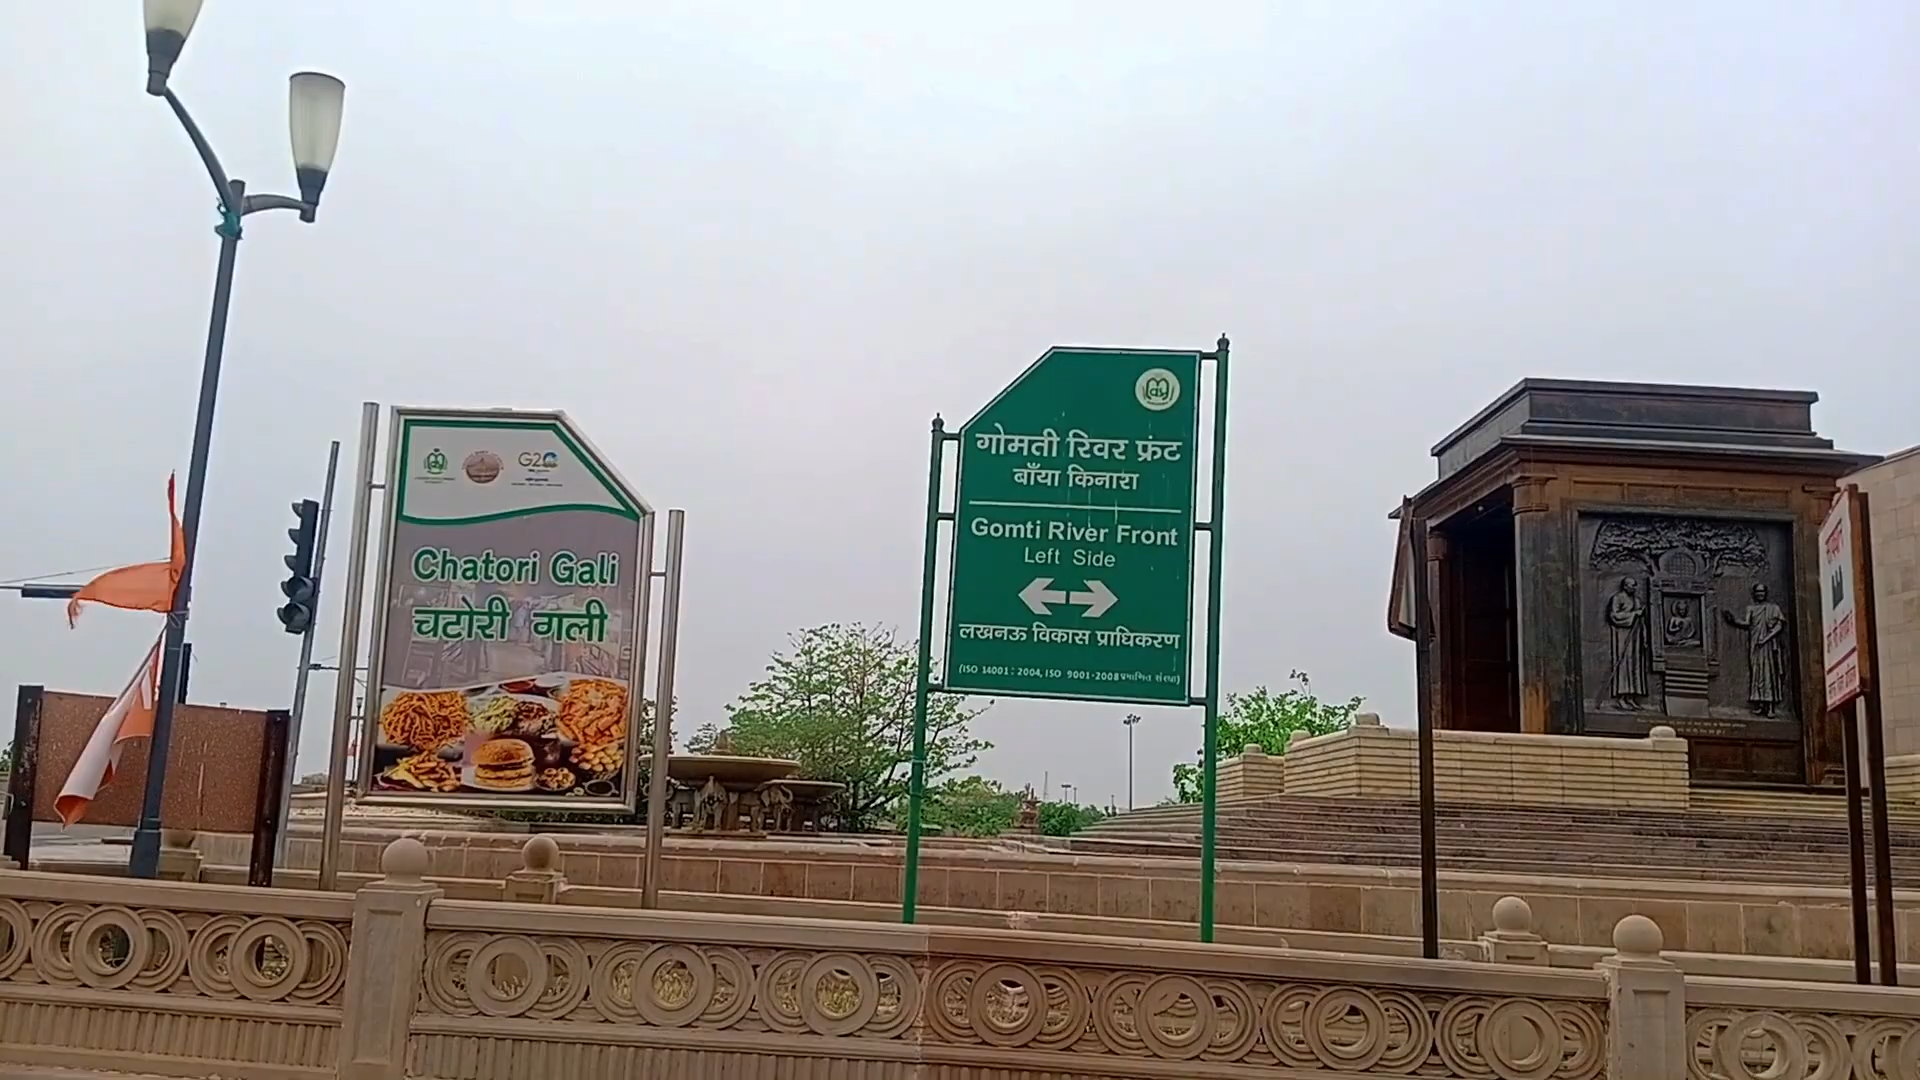 G20
Chatori Gali
चटोरी गली
गोमती रिवर फ्रंट
बाँया किनारा
Gomti River Front
Left Side
लखनऊ विकास प्राधिकरण
(ISO 14001 : 2004, ISO 9001-2008 प्रमाणित संस्था)